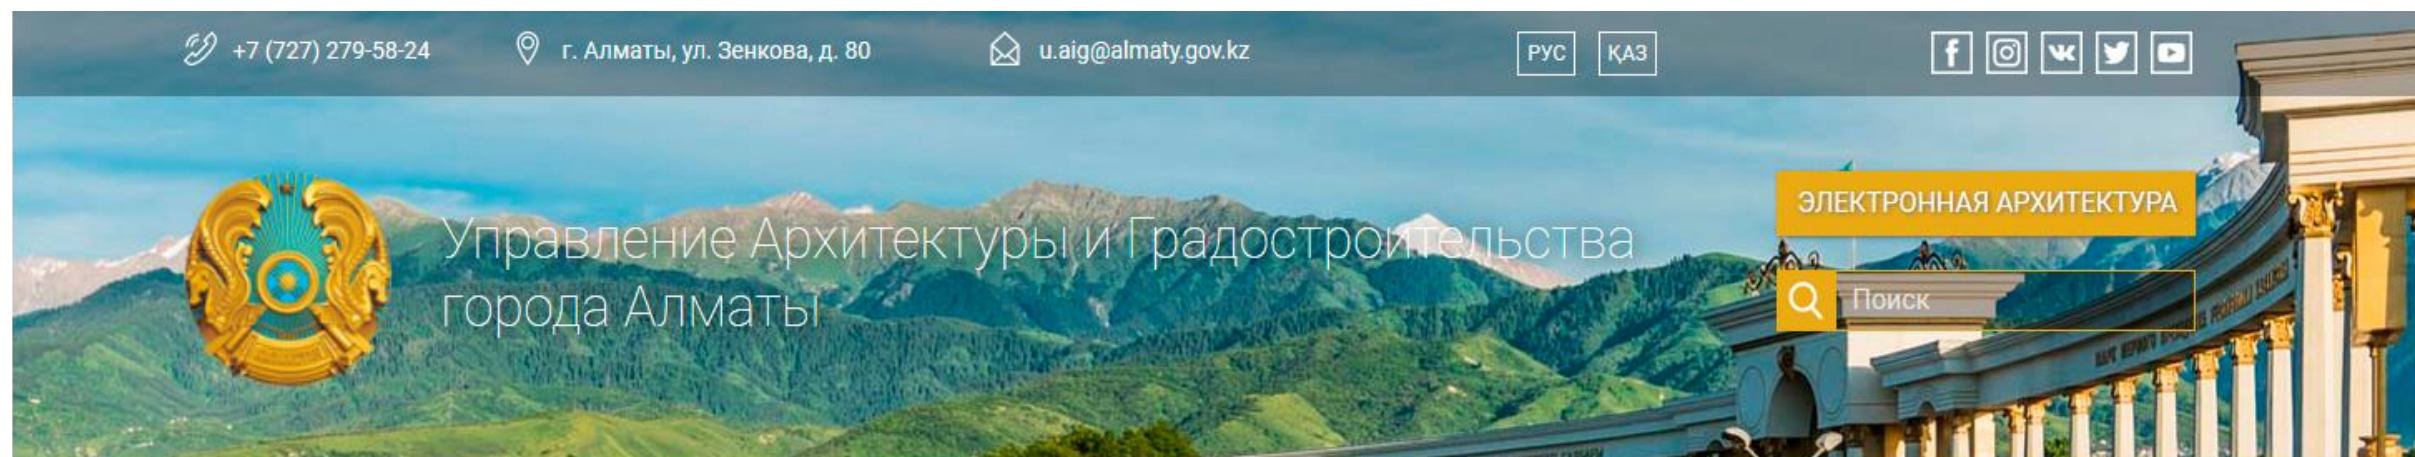 +7 (727) 279-58-24
г. Алматы, ул. Зенкова, д. 80
u.aig@almaty.gov.kz
РУС
ҚАЗ
ЭЛЕКТРОННАЯ АРХИТЕКТУРА
Управление Архитектуры и Градостроительства
города Алматы
Поиск